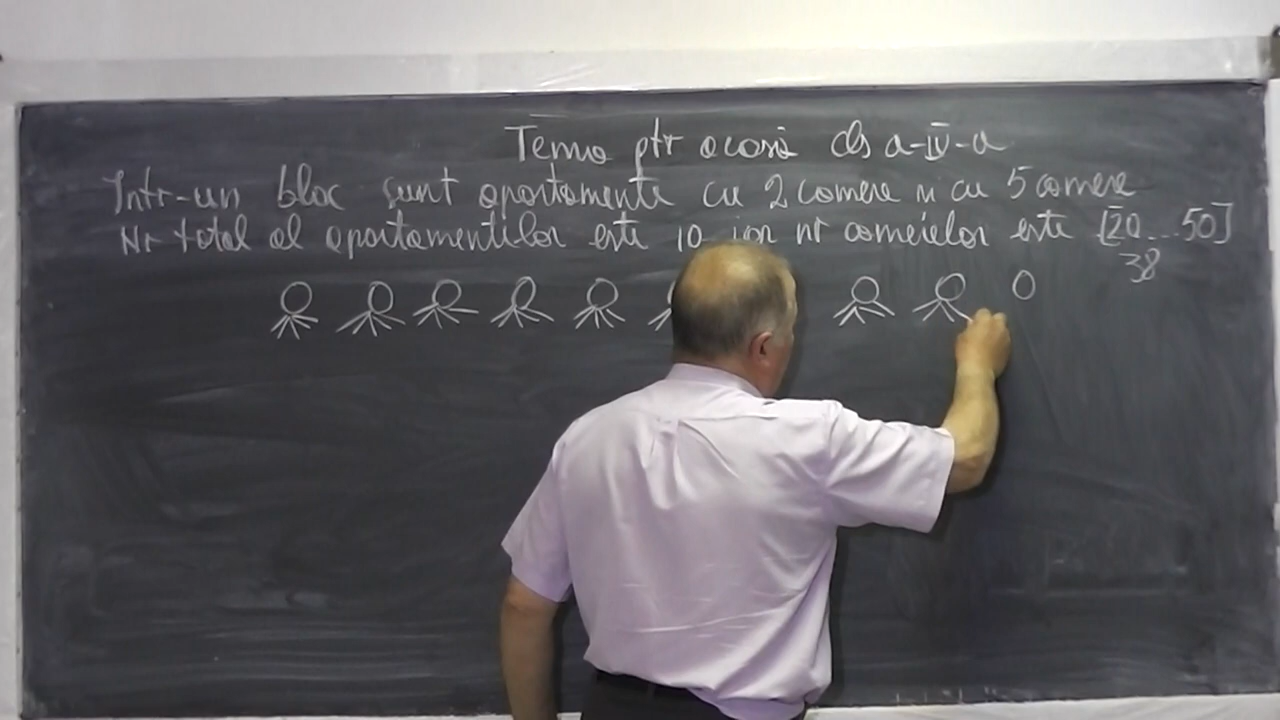 Tema ptr acasă cls a-IV-a
Intr-un bloc sunt apartamente cu 2 camere și cu 5 camere
Nr total al apartamentelor este 10 iar nr camerelor este [20...50]
38